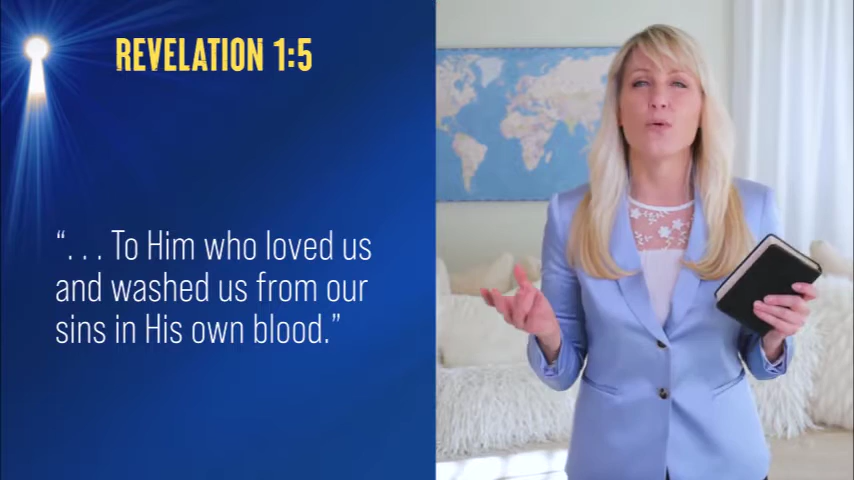 REVELATION 1:5
“. . . To Him who loved us
and washed us from our
sins in His own blood.”